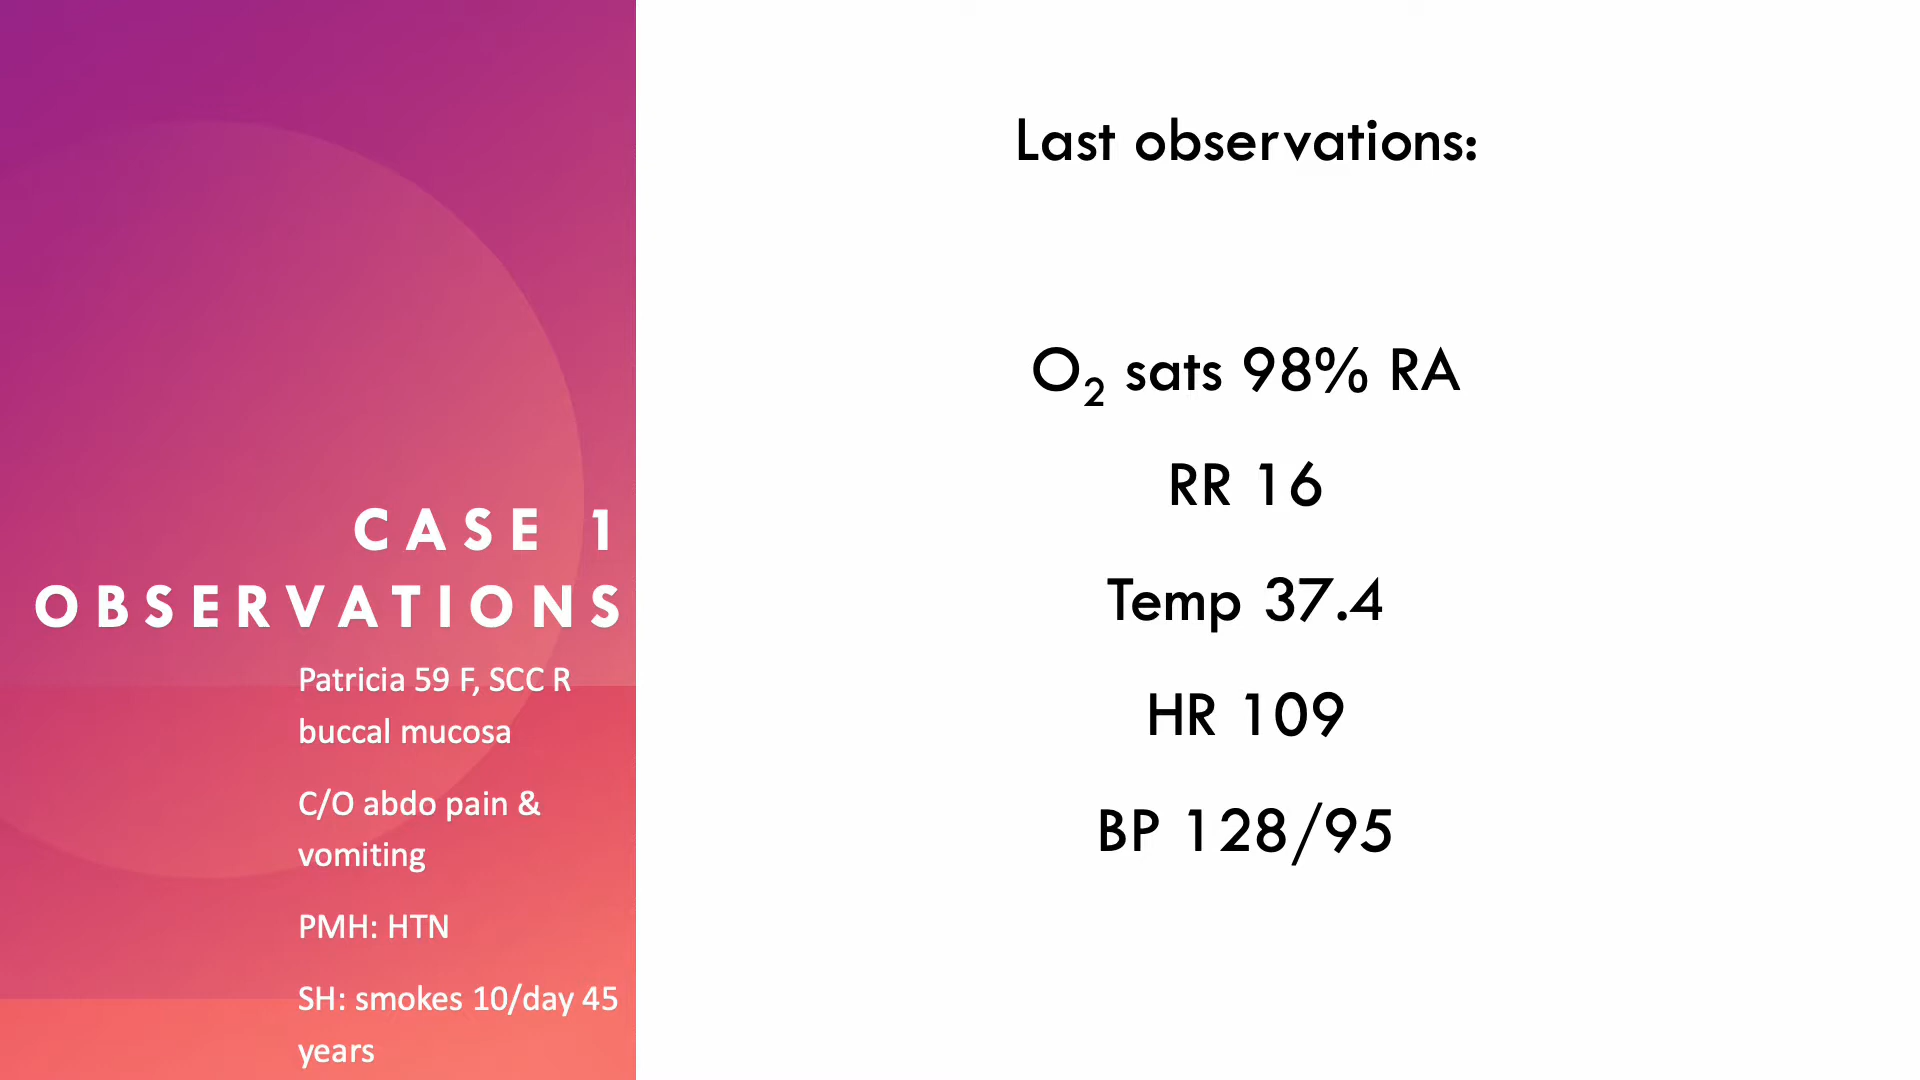 CASE 1
OBSERVATIONS
Patricia 59 F, SCC R
buccal mucosa
C/O abdo pain &
vomiting
PMH: HTN
SH: smokes 10/day 45
years
Last observations:
O₂ sats 98% RA
RR 16
Temp 37.4
HR 109
BP 128/95